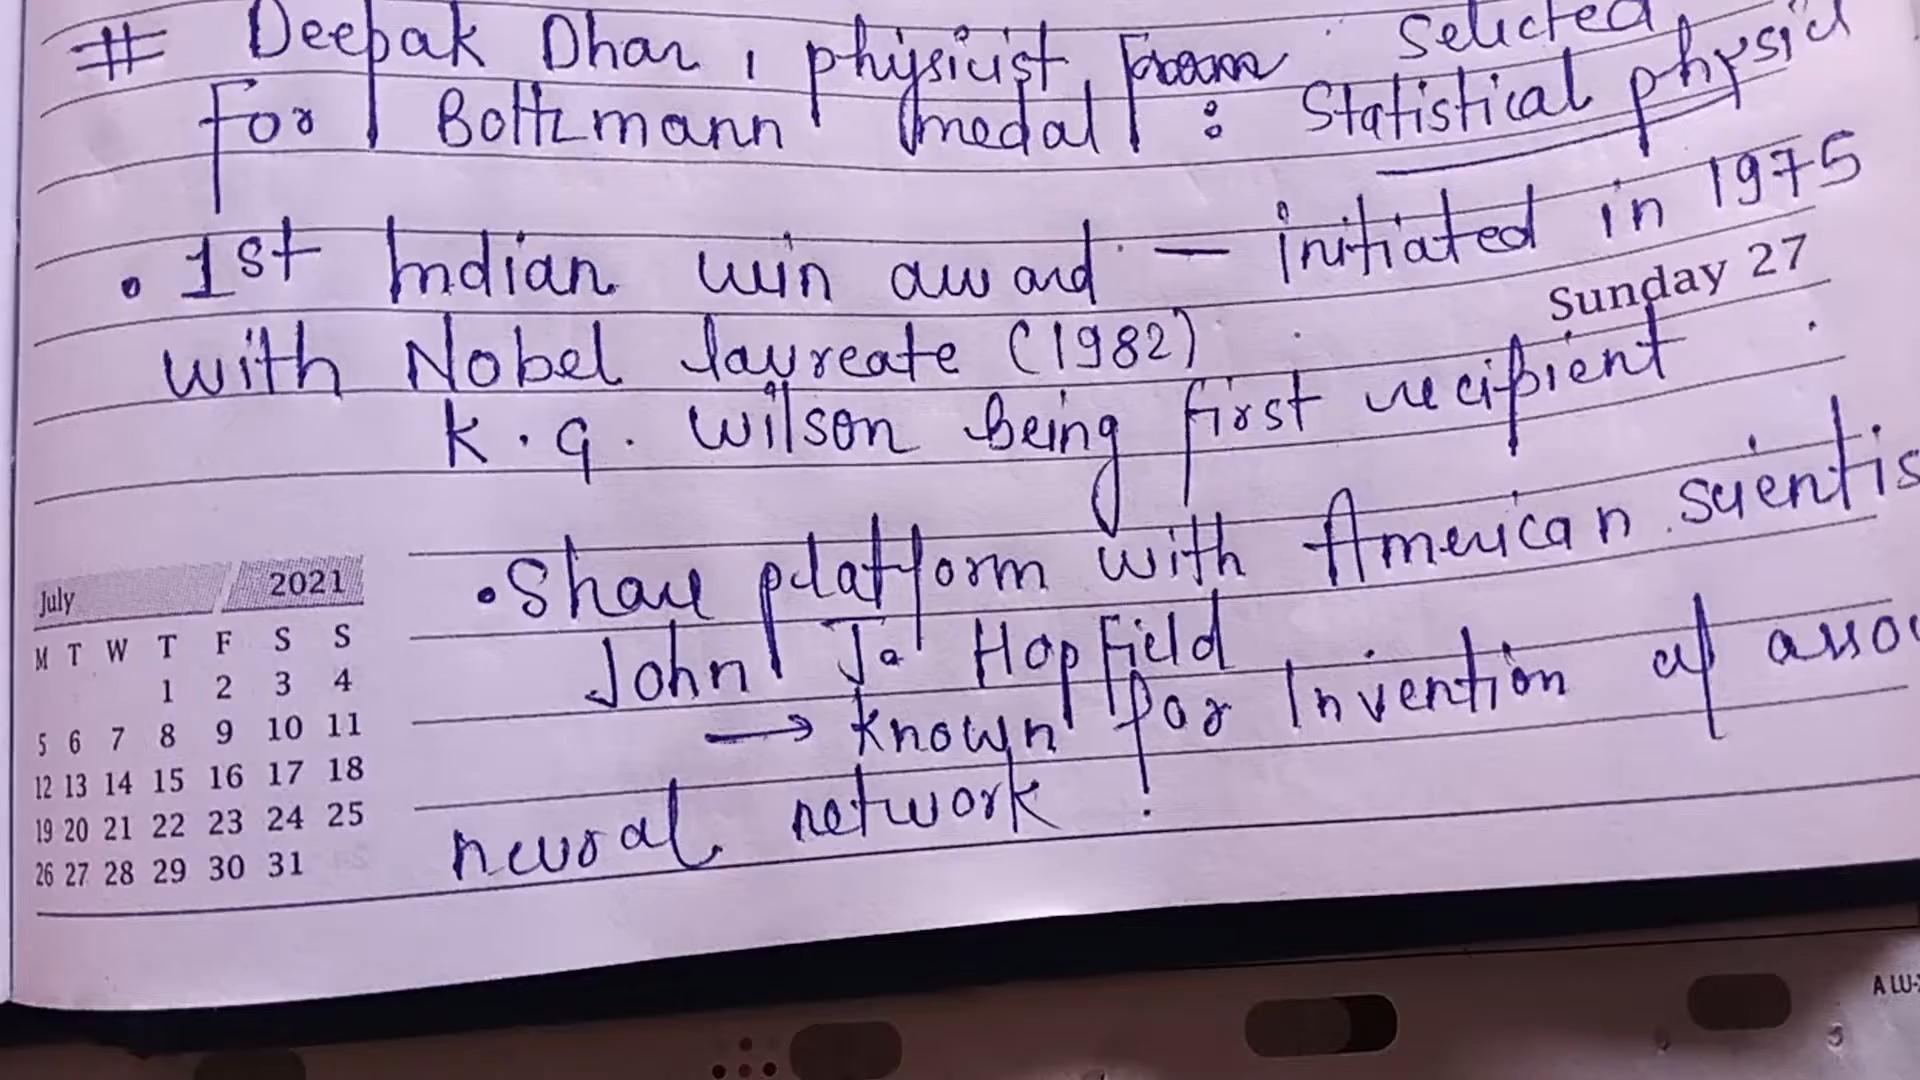 # Deepak Dhar, physicist from selected
for Boltzmann medal : Statistical physics
• 1st Indian win award — initiated in 1975
Sunday 27
with Nobel laureate (1982)
K. G. Wilson being first recipient
• Share platform with American scientis
John J. Hopfield
→ Known for Invention of asso
neural network.
July 2021
M T W T F S S
1 2 3 4
5 6 7 8 9 10 11
12 13 14 15 16 17 18
19 20 21 22 23 24 25
26 27 28 29 30 31
A LU-